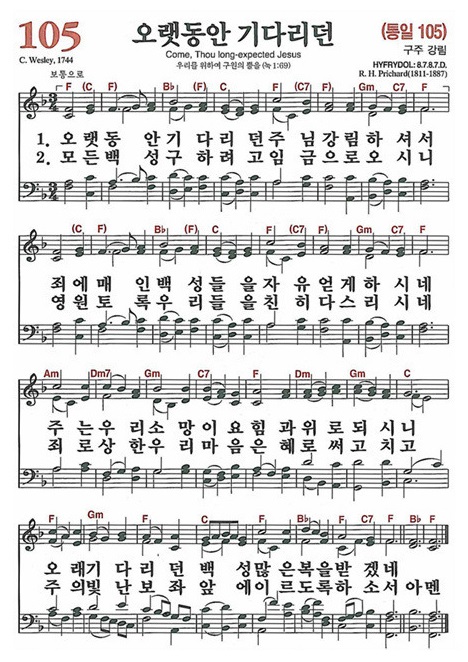 105
오랫동안 기다리던
(통일 105)
C. Wesley, 1744
Come, Thou long-expected Jesus
구주 강림
우리를 위하여 구원의 뿔을 (눅 1:69)
HYFRYDOL: 8.7.8.7.D.
보통으로
R. H. Prichard(1811-1887)
F (C F) B♭ (F) C F Gm C7 F
1. 오 랫동 안기 다 리 던주 님강림하 셔서
2. 모든백 성구 하려 고임 금으로오 시니
(C F) B♭ (F) C (F) Gm C7 F
죄에매 인백 성들 을자 유얻게하 시네
영원토 록우 리들 을친 히다스리 시네
Am Dm7 Gm C7 F Dm Gm C7
주 는우 리소 망 이요 힘 과위 로되 시니
죄 로상 한우리 마음 은 혜로 써고 치고
F Gm F C F B♭ F C7 F B♭ F
오 래기 다 리 던 백 성많 은복을받 겠네
주 의빛 난 보 좌 앞 에이 르도록하 소서 아멘